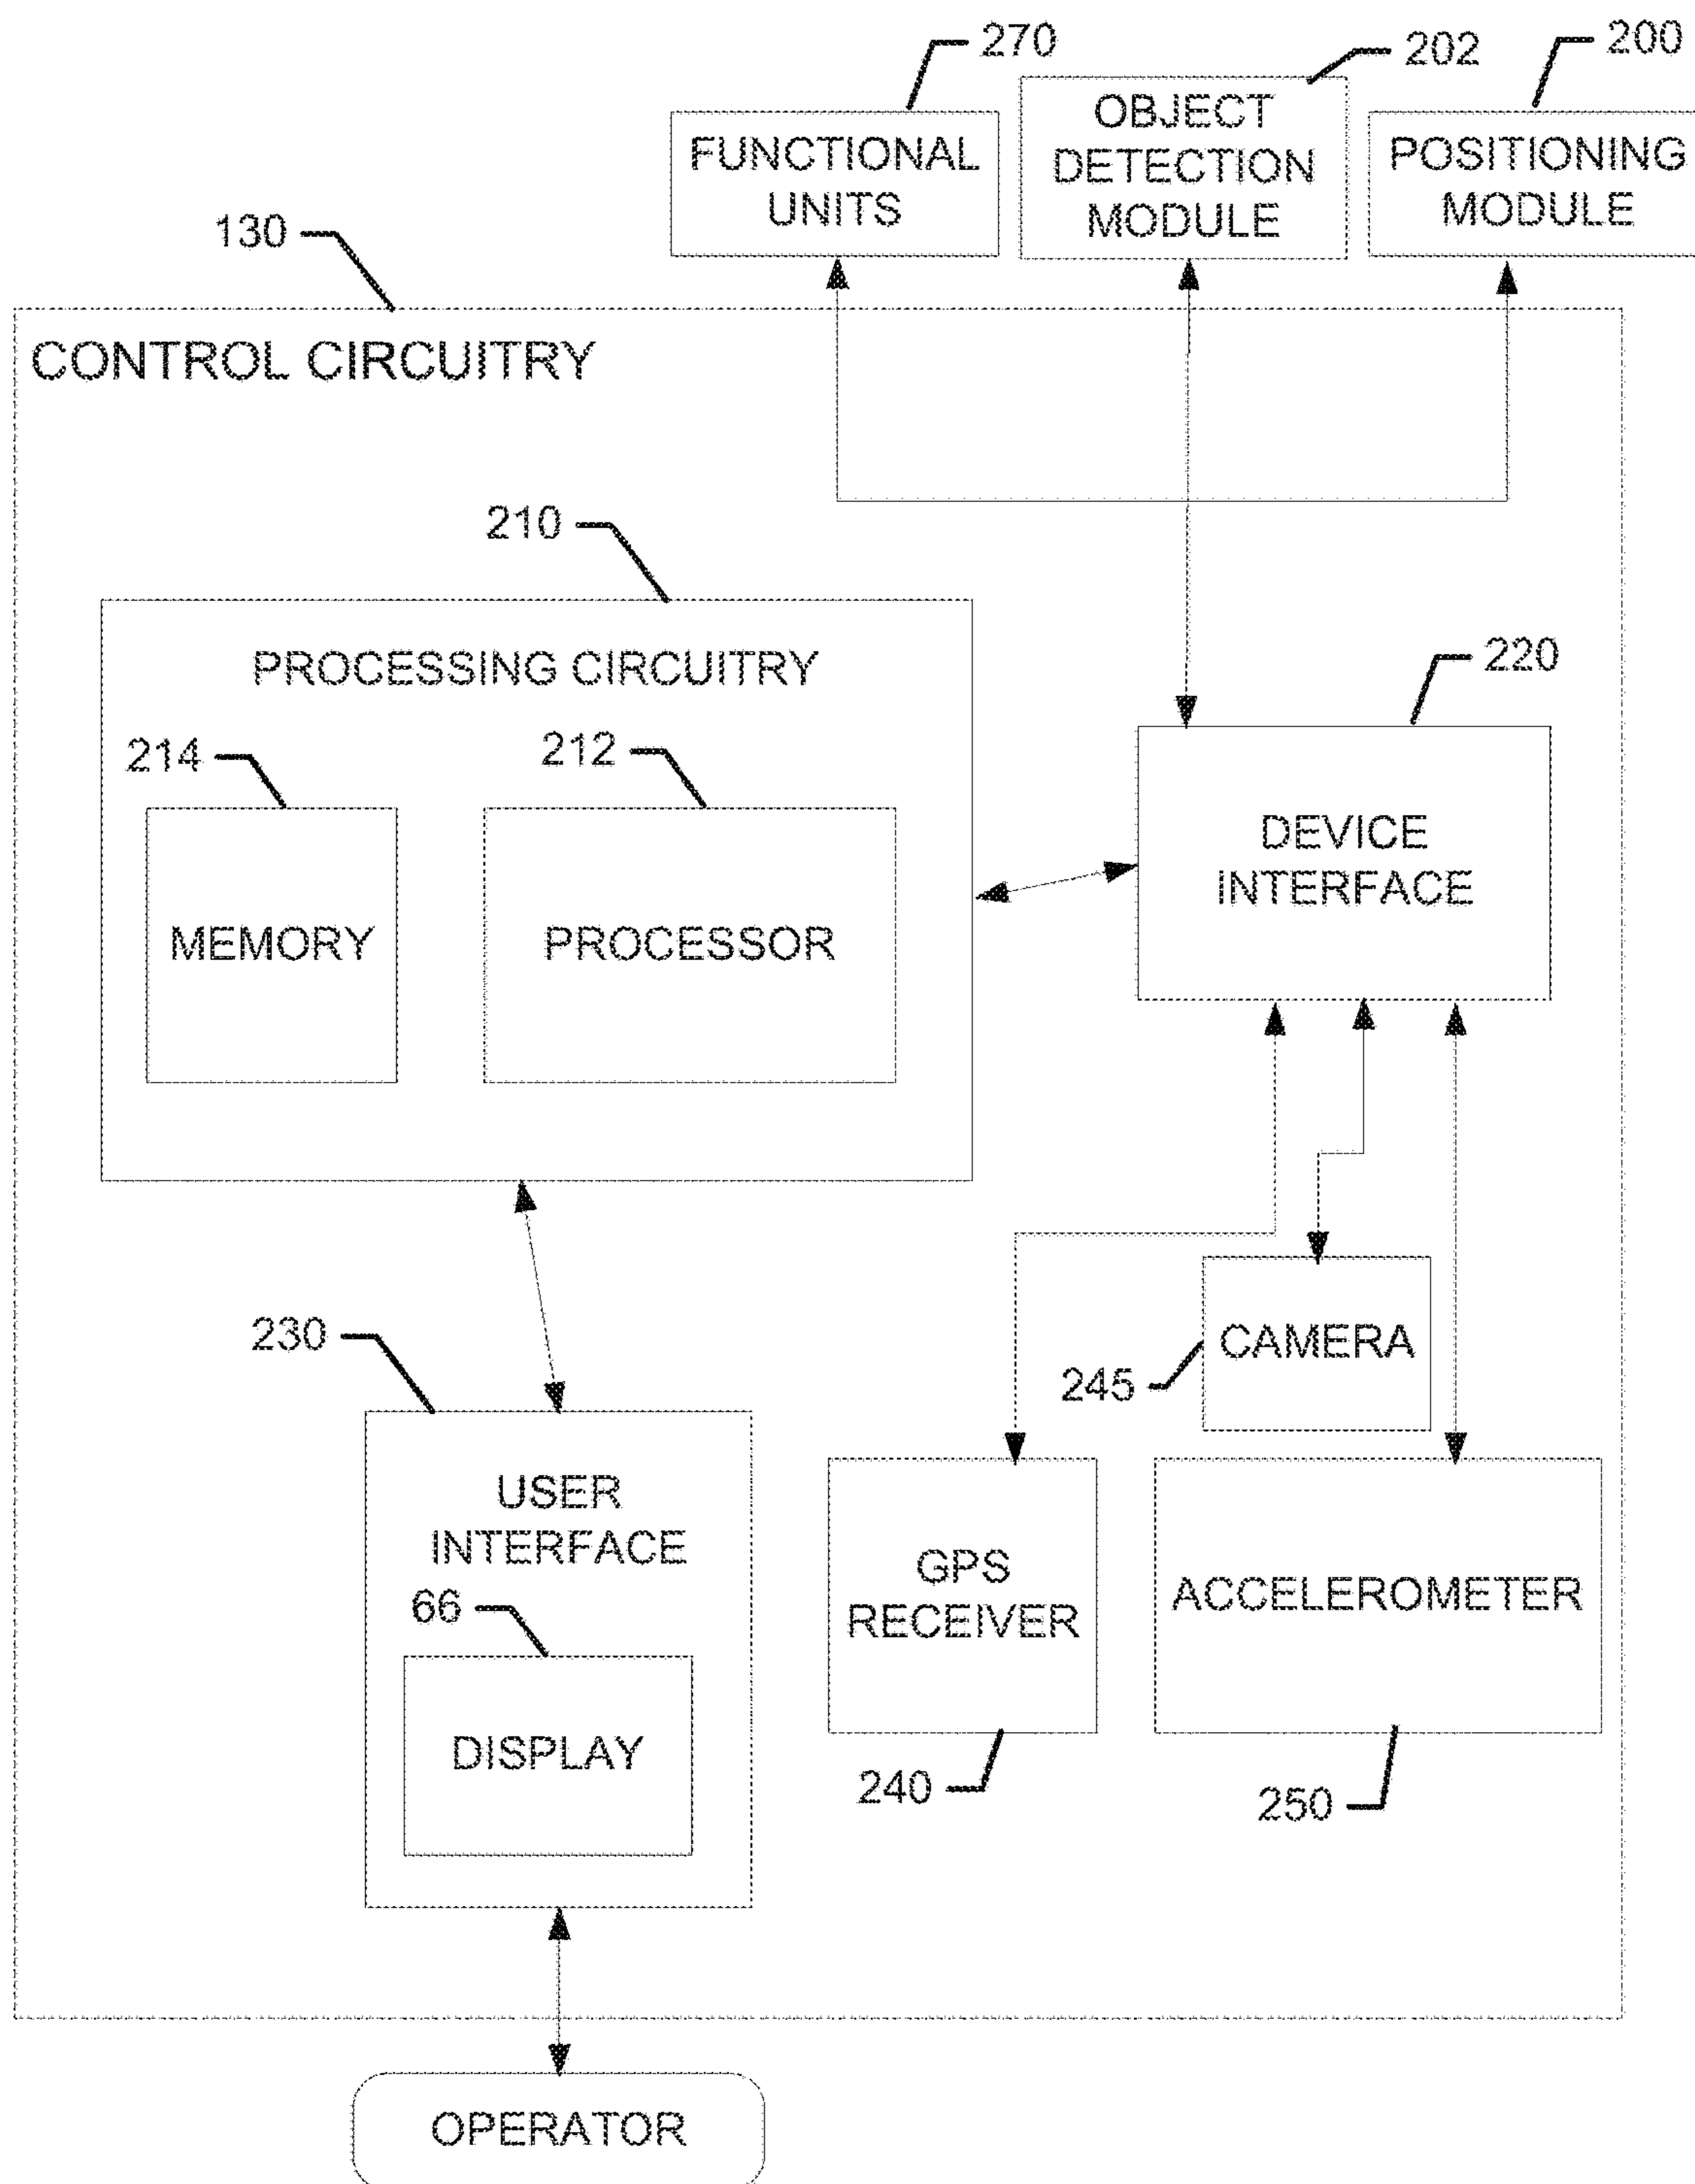 270
202
200
FUNCTIONAL
UNITS
OBJECT
DETECTION
MODULE
POSITIONING
MODULE
130
CONTROL CIRCUITRY
210
PROCESSING CIRCUITRY
220
214
212
MEMORY
PROCESSOR
DEVICE
INTERFACE
230
CAMERA
245
USER
INTERFACE
66
DISPLAY
GPS
RECEIVER
ACCELEROMETER
240
250
OPERATOR